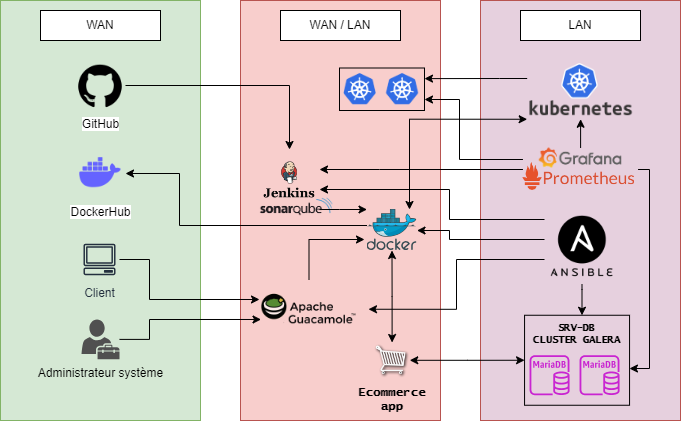 WAN
WAN / LAN
LAN
GitHub
kubernetes
Grafana
Prometheus
Jenkins
sonarqube
DockerHub
docker
Client
ANSIBLE
Apache
Guacamole™
Administrateur système
SRV-DB
CLUSTER GALERA
MariaDB
MariaDB
Ecommerce
app